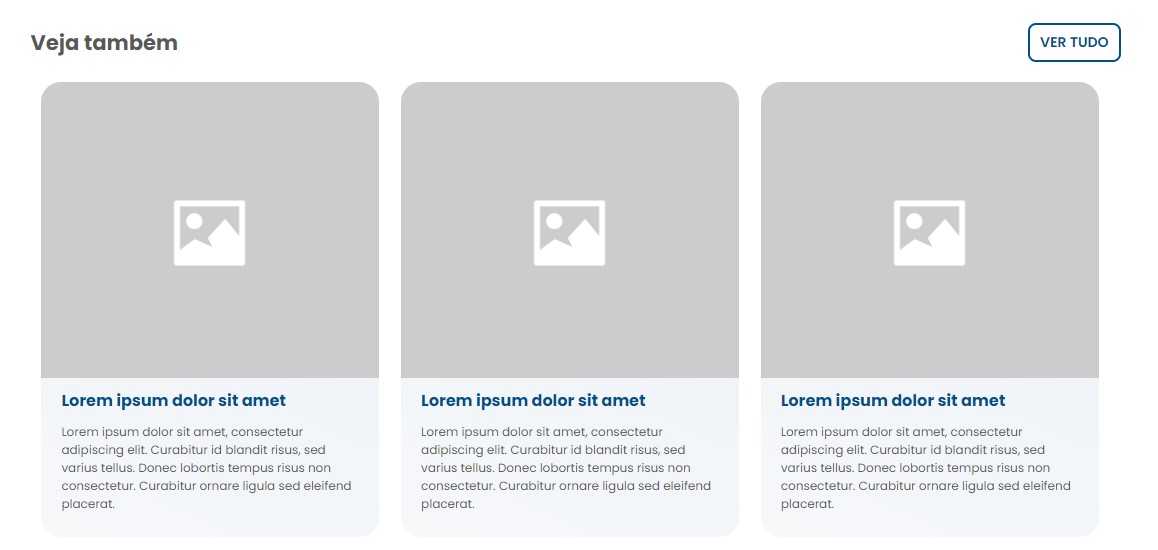 Veja também
VER TUDO
Lorem ipsum dolor sit amet
Lorem ipsum dolor sit amet, consectetur
adipiscing elit. Curabitur id blandit risus, sed
varius tellus. Donec lobortis tempus risus non
consectetur. Curabitur ornare ligula sed eleifend
placerat.
Lorem ipsum dolor sit amet
Lorem ipsum dolor sit amet, consectetur
adipiscing elit. Curabitur id blandit risus, sed
varius tellus. Donec lobortis tempus risus non
consectetur. Curabitur ornare ligula sed eleifend
placerat.
Lorem ipsum dolor sit amet
Lorem ipsum dolor sit amet, consectetur
adipiscing elit. Curabitur id blandit risus, sed
varius tellus. Donec lobortis tempus risus non
consectetur. Curabitur ornare ligula sed eleifend
placerat.